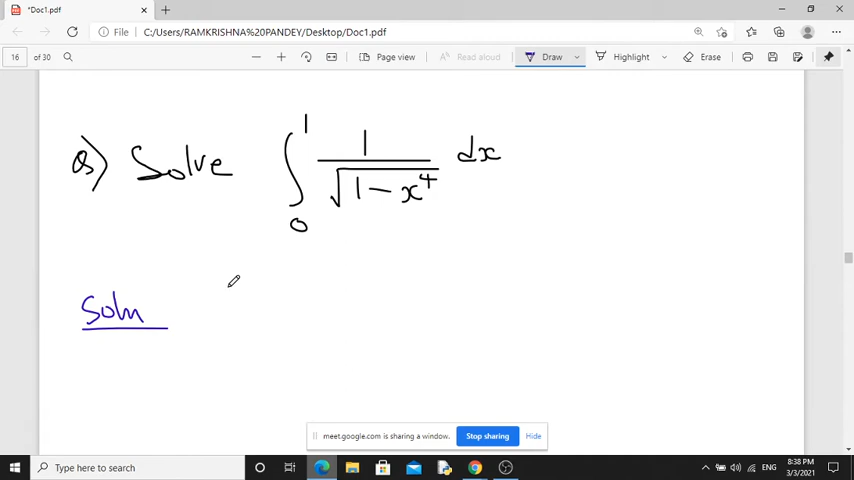 *Doc1.pdf
File C:/Users/RAMKRISHNA%20PANDEY/Desktop/Doc1.pdf
16 of 30 Page view Read aloud Draw Highlight Erase
Q) Solve ∫₀¹ 1/√(1-x⁴) dx
Soln
meet.google.com is sharing a window. Stop sharing Hide
Type here to search
ENG
8:38 PM
3/3/2021